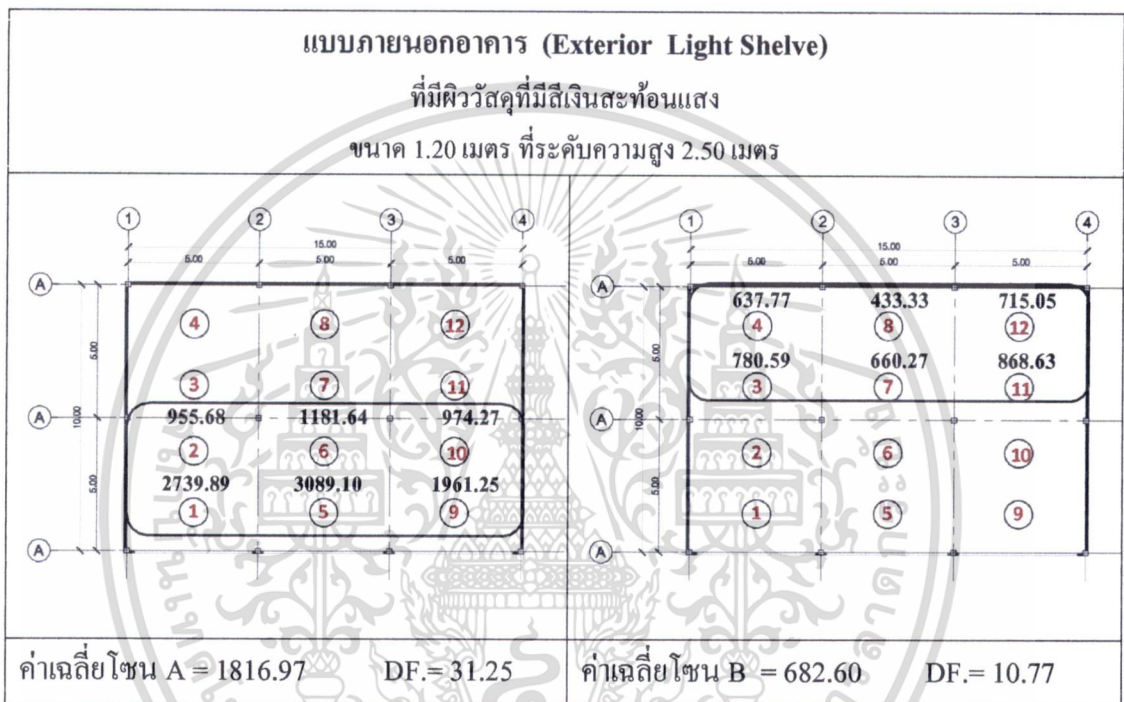 แบบภายนอกอาคาร (Exterior Light Shelve)
ที่มีผิววัสดุที่มีสีเงินสะท้อนแสง
ขนาด 1.20 เมตร ที่ระดับความสูง 2.50 เมตร
1 2 3 4
15.00
5.00 5.00 5.00
A
4 8 12
5.00
3 7 11
10.00
A 955.68 1181.64 974.27
2 6 10
5.00
2739.89 3089.10 1961.25
1 5 9
A
1 2 3 4
15.00
5.00 5.00 5.00
A
637.77 433.33 715.05
4 8 12
5.00
780.59 660.27 868.63
3 7 11
10.00
A
2 6 10
5.00
1 5 9
A
ค่าเฉลี่ยโซน A = 1816.97 DF.= 31.25
ค่าเฉลี่ยโซน B = 682.60 DF.= 10.77